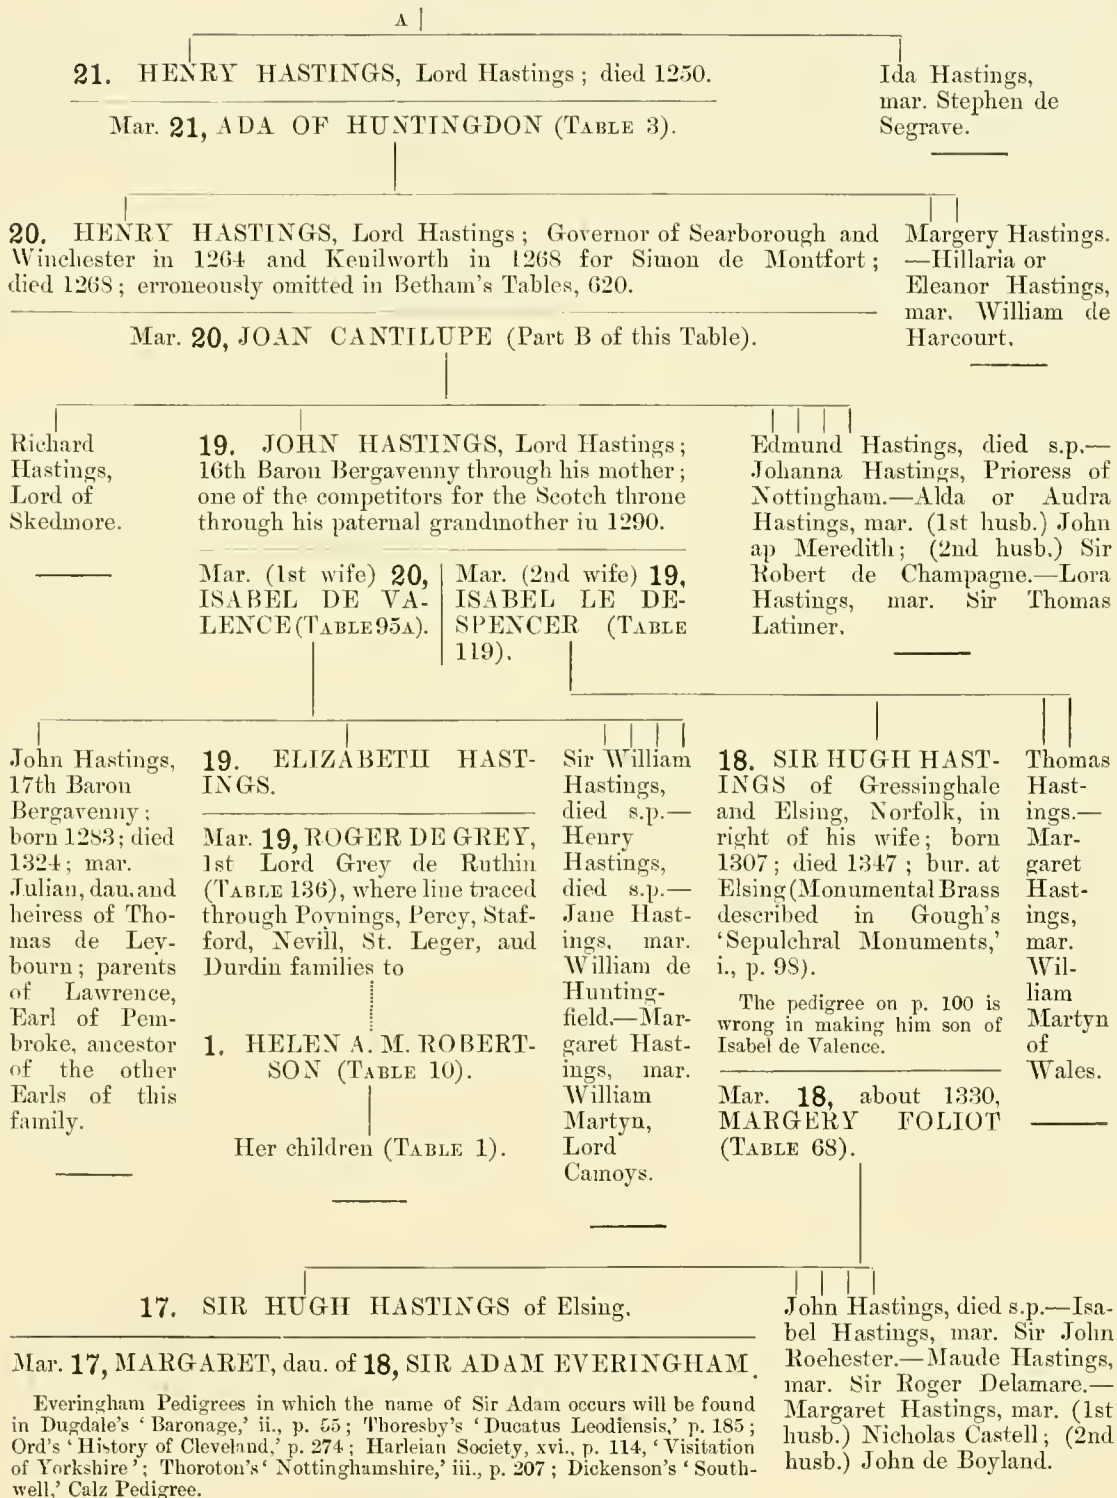 A
21. HENRY HASTINGS, Lord Hastings; died 1250.
Mar. 21, ADA OF HUNTINGDON (TABLE 3).
Ida Hastings,
mar. Stephen de
Segrave.
20. HENRY HASTINGS, Lord Hastings; Governor of Searborough and
Winchester in 1264 and Kenilworth in 1268 for Simon de Montfort;
died 1268; erroneously omitted in Betham's Tables, 620.
Mar. 20, JOAN CANTILUPE (Part B of this Table).
Margery Hastings.
—Hillaria or
Eleanor Hastings,
mar. William de
Harcourt.
Richard
Hastings,
Lord of
Skedmore.
19. JOHN HASTINGS, Lord Hastings;
16th Baron Bergavenny through his mother;
one of the competitors for the Scotch throne
through his paternal grandmother in 1290.
Mar. (1st wife) 20,
ISABEL DE VA-
LENCE (TABLE 95A).
Mar. (2nd wife) 19,
ISABEL LE DE-
SPENCER (TABLE
119).
Edmund Hastings, died s.p.—
Johanna Hastings, Prioress of
Nottingham.—Alda or Audra
Hastings, mar. (1st husb.) John
ap Meredith; (2nd husb.) Sir
Robert de Champagne.—Lora
Hastings, mar. Sir Thomas
Latimer.
John Hastings,
17th Baron
Bergavenny;
born 1283; died
1324; mar.
Julian, dau. and
heiress of Tho-
mas de Ley-
bourn; parents
of Lawrence,
Earl of Pem-
broke, ancestor
of the other
Earls of this
family.
19. ELIZABETH HAST-
INGS.
Mar. 19, ROGER DE GREY,
1st Lord Grey de Ruthin
(TABLE 136), where line traced
through Poynings, Percy, Staf-
ford, Nevill, St. Leger, and
Durdin families to
1. HELEN A. M. ROBERT-
SON (TABLE 10).
Her children (TABLE 1).
Sir William
Hastings,
died s.p.—
Henry
Hastings,
died s.p.—
Jane Hast-
ings, mar.
William de
Hunting-
field.—Mar-
garet Hast-
ings, mar.
William
Martyn,
Lord
Camoys.
18. SIR HUGH HAST-
INGS of Gressinghale
and Elsing, Norfolk, in
right of his wife; born
1307; died 1347; bur. at
Elsing (Monumental Brass
described in Gough's
'Sepulchral Monuments,'
i., p. 98).
The pedigree on p. 100 is
wrong in making him son of
Isabel de Valence.
Mar. 18, about 1330,
MARGERY FOLIOT
(TABLE 68).
Thomas
Hast-
ings.—
Mar-
garet
Hast-
ings,
mar.
Wil-
liam
Martyn
of
Wales.
17. SIR HUGH HASTINGS of Elsing.
Mar. 17, MARGARET, dau. of 18, SIR ADAM EVERINGHAM.
Everingham Pedigrees in which the name of Sir Adam occurs will be found
in Dugdale's 'Baronage,' ii., p. 55; Thoresby's 'Ducatus Leodiensis,' p. 185;
Ord's 'History of Cleveland,' p. 274; Harleian Society, xvi., p. 114, 'Visitation
of Yorkshire'; Thoroton's 'Nottinghamshire,' iii., p. 207; Dickenson's 'South-
well,' Calz Pedigree.
John Hastings, died s.p.—Isa-
bel Hastings, mar. Sir John
Roehester.—Maude Hastings,
mar. Sir Roger Delamare.—
Margaret Hastings, mar. (1st
husb.) Nicholas Castell; (2nd
husb.) John de Boyland.